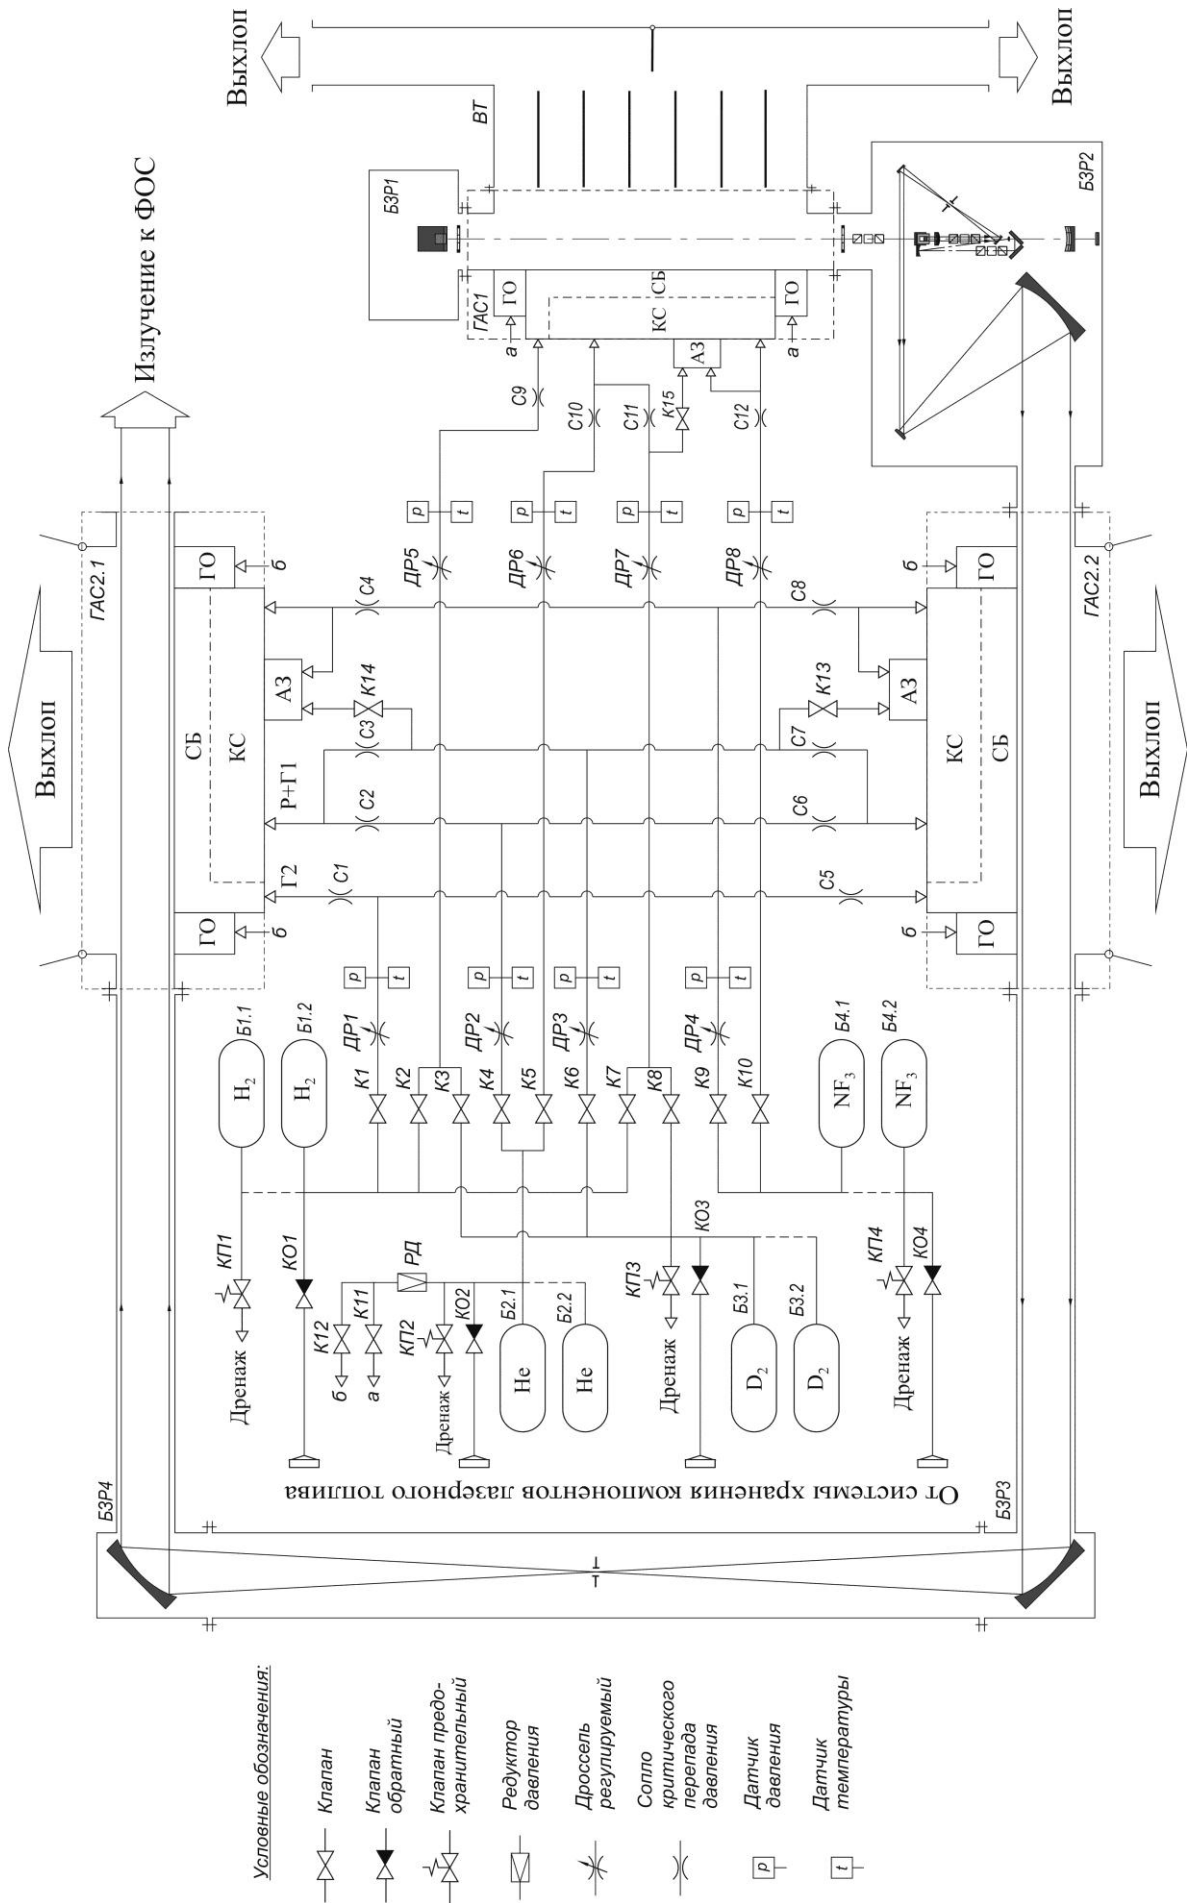 Условные обозначения:
Клапан
Клапан
обратный
Клапан предо-
хранительный
Редуктор
давления
Дроссель
регулируемый
Сопло
критического
перепада
давления
p
Датчик
давления
t
Датчик
температуры
БЗР4
БЗР3
От системы хранения компонентов лазерного топлива
Дренаж
КП1
КО1
б
К12
а
К11
РД
Дренаж
КП2
КО2
He
Б2.1
He
Б2.2
Дренаж
КП3
КО3
D2
Б3.1
D2
Б3.2
Дренаж
КП4
КО4
H2
Б1.1
H2
Б1.2
NF3
Б4.1
NF3
Б4.2
К1
К2
К3
К4
К5
К6
К7
К8
К9
К10
ДР1
ДР2
ДР3
ДР4
p
t
p
t
p
t
p
t
Выхлоп
ГАС2.1
ГО
б
СБ
КС
Г2
Р+Г1
АЗ
ГО
б
С1
С2
С3
К14
С4
С5
С6
С7
К13
С8
ГО
б
КС
СБ
АЗ
ГО
б
ГАС2.2
Выхлоп
ДР5
ДР6
ДР7
ДР8
p
t
p
t
p
t
p
t
С9
С10
С11
К15
С12
Излучение к ФОС
БЗР1
ГАС1
ГО
а
КС
СБ
АЗ
ГО
а
БЗР2
ВТ
Выхлоп
Выхлоп